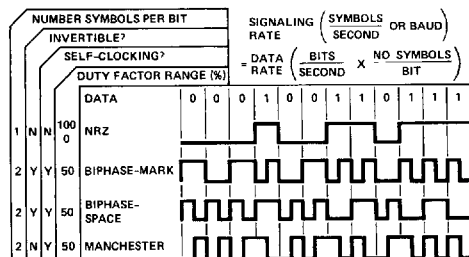 NUMBER SYMBOLS PER BIT
INVERTIBLE?
SELF-CLOCKING?
DUTY FACTOR RANGE (%)
SIGNALING RATE ( SYMBOLS / SECOND OR BAUD )
= DATA RATE ( BITS / SECOND X NO SYMBOLS / BIT )
DATA 0 0 0 1 0 0 1 1 0 1 1
1 N N 100 0 NRZ
2 Y Y 50 BIPHASE-MARK
2 Y Y 50 BIPHASE-SPACE
2 N Y 50 MANCHESTER